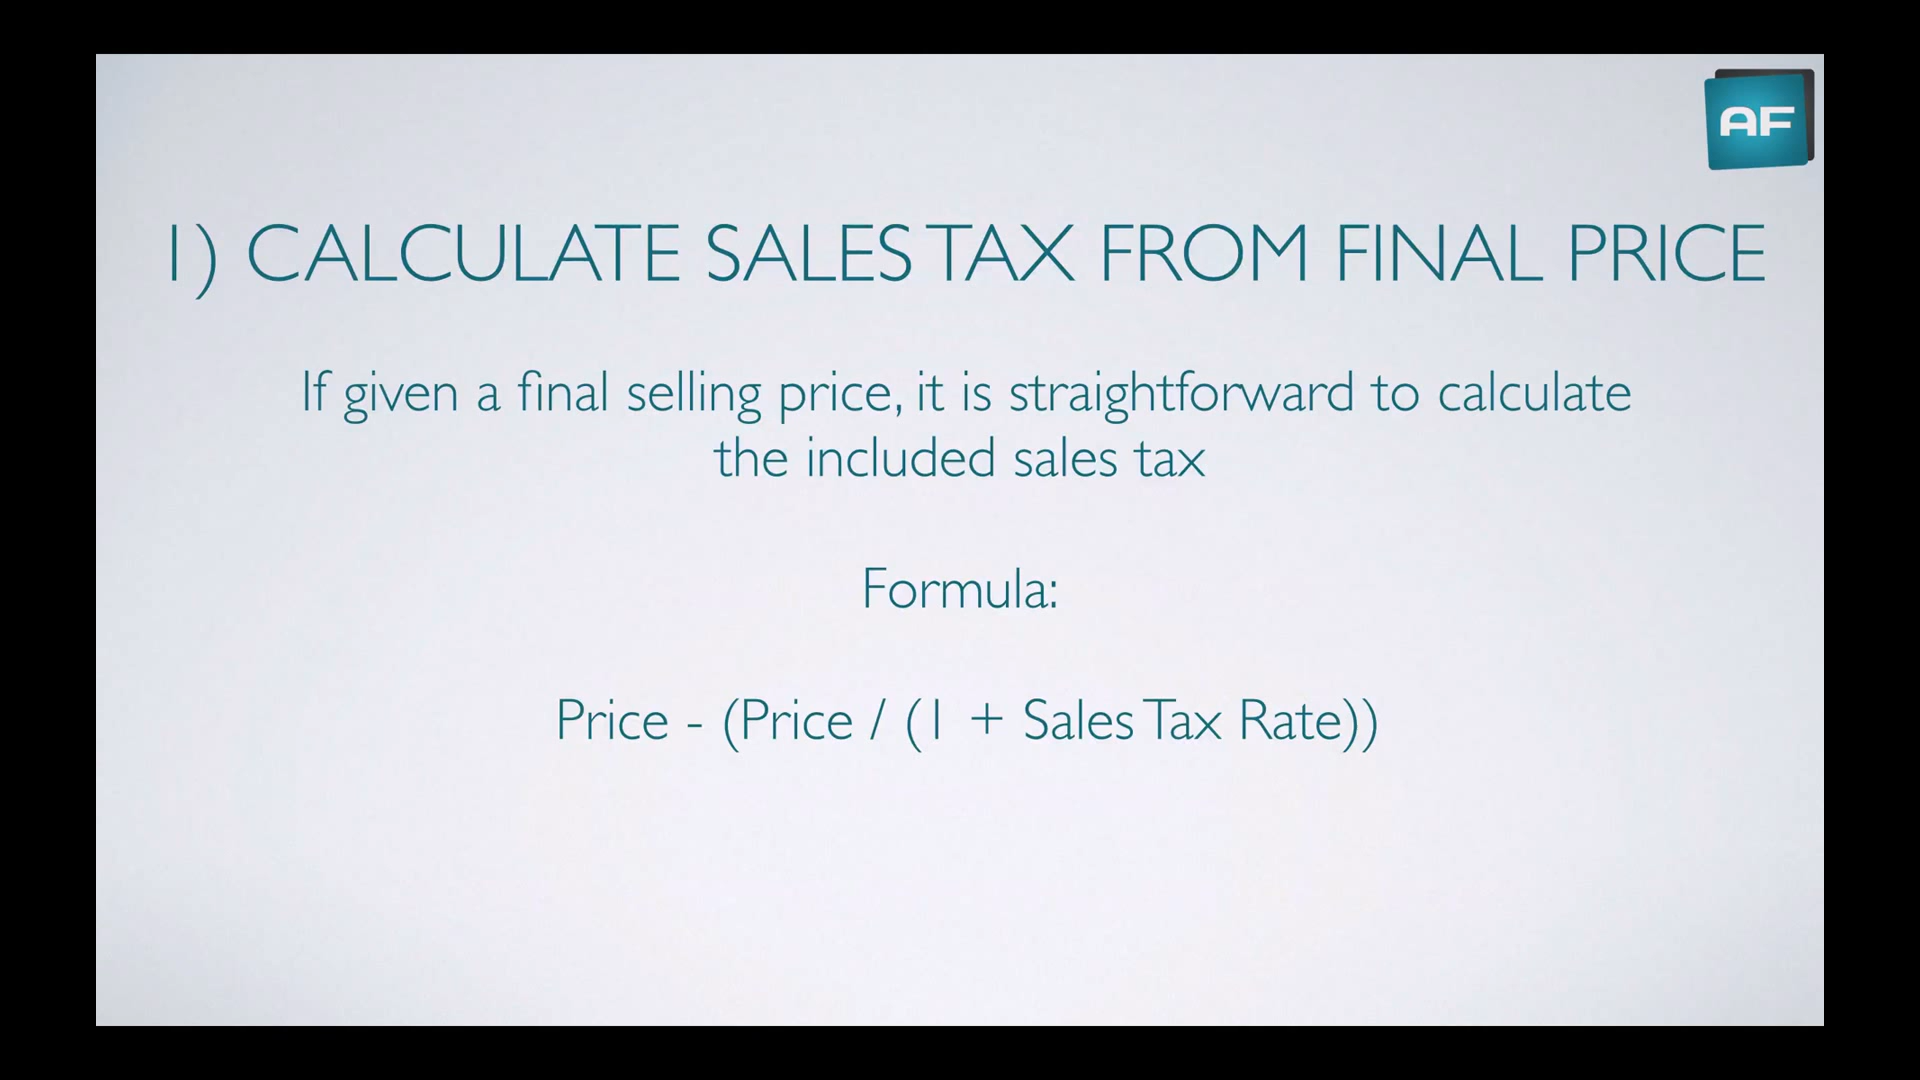 AF
1) CALCULATE SALES TAX FROM FINAL PRICE
If given a final selling price, it is straightforward to calculate
the included sales tax
Formula:
Price - (Price / (1 + Sales Tax Rate))